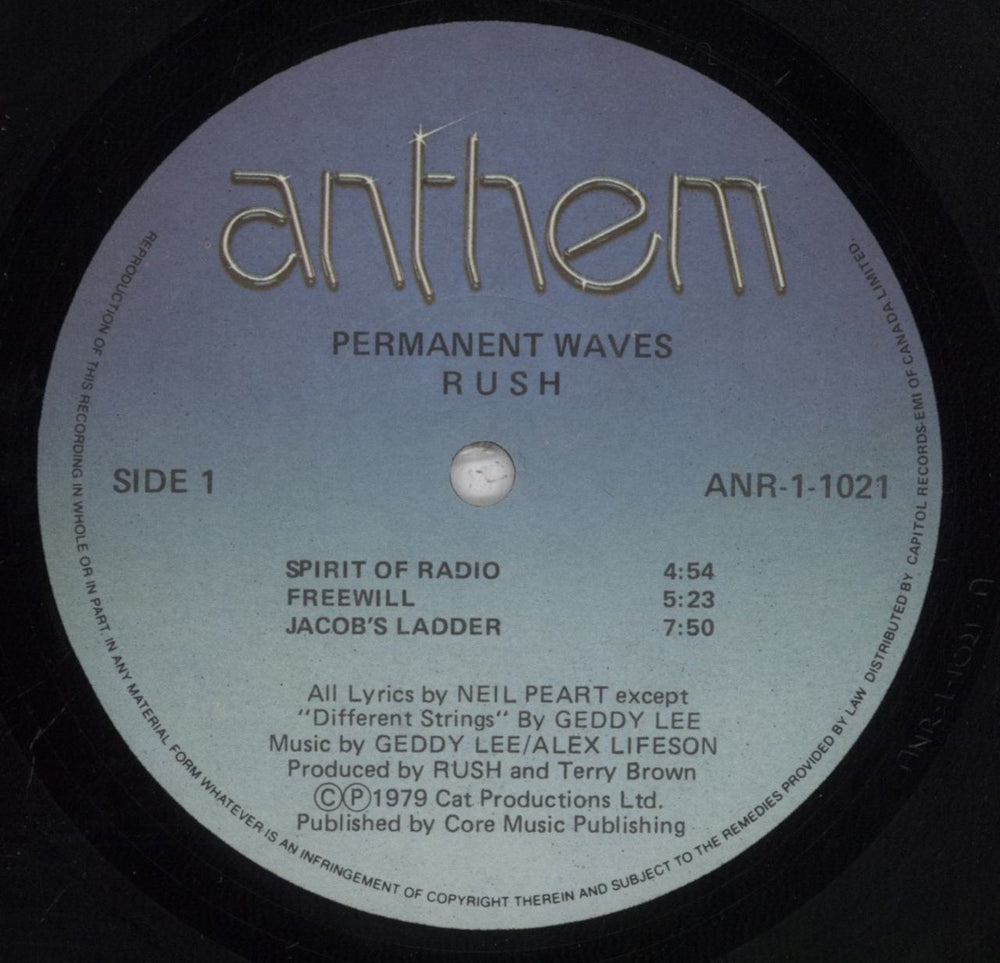 anthem
PERMANENT WAVES
RUSH
SIDE 1
ANR-1-1021
SPIRIT OF RADIO 4:54
FREEWILL 5:23
JACOB'S LADDER 7:50
All Lyrics by NEIL PEART except
"Different Strings" By GEDDY LEE
Music by GEDDY LEE/ALEX LIFESON
Produced by RUSH and Terry Brown
ⒸⓅ1979 Cat Productions Ltd.
Published by Core Music Publishing
REPRODUCTION OF THIS RECORDING IN WHOLE OR IN PART. IN ANY MATERIAL FORM WHATEVER IS AN INFRINGEMENT OF COPYRIGHT THEREIN AND SUBJECT TO THE REMEDIES PROVIDED BY LAW DISTRIBUTED BY CAPITOL RECORDS-EMI OF CANADA LIMITED.
ANR-1-1021